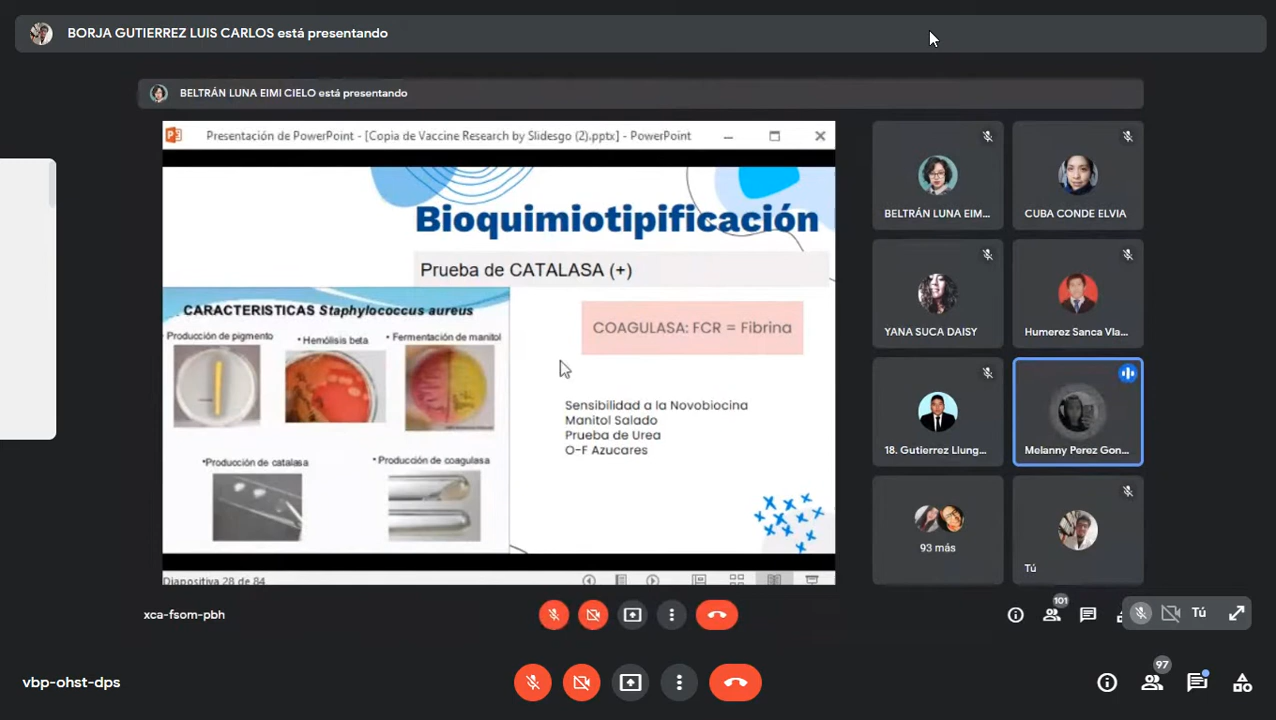 BORJA GUTIERREZ LUIS CARLOS está presentando
BELTRÁN LUNA EIMI CIELO está presentando
Presentación de PowerPoint - [Copia de Vaccine Research by Slidesgo (2).pptx] - PowerPoint
Bioquimiotipificación
Prueba de CATALASA (+)
CARACTERISTICAS Staphylococcus aureus
Producción de pigmento
• Hemólisis beta
• Fermentación de manitol
•Producción de catalasa
• Producción de coagulasa
COAGULASA: FCR = Fibrina
Sensibilidad a la Novobiocina
Manitol Salado
Prueba de Urea
O-F Azucares
Diapositiva 28 de 84
BELTRÁN LUNA EIM...
CUBA CONDE ELVIA
YANA SUCA DAISY
Humerez Sanca Vla...
18. Gutierrez Llung...
Melanny Perez Gon...
93 más
Tú
xca-fsom-pbh
101
Tú
vbp-ohst-dps
97